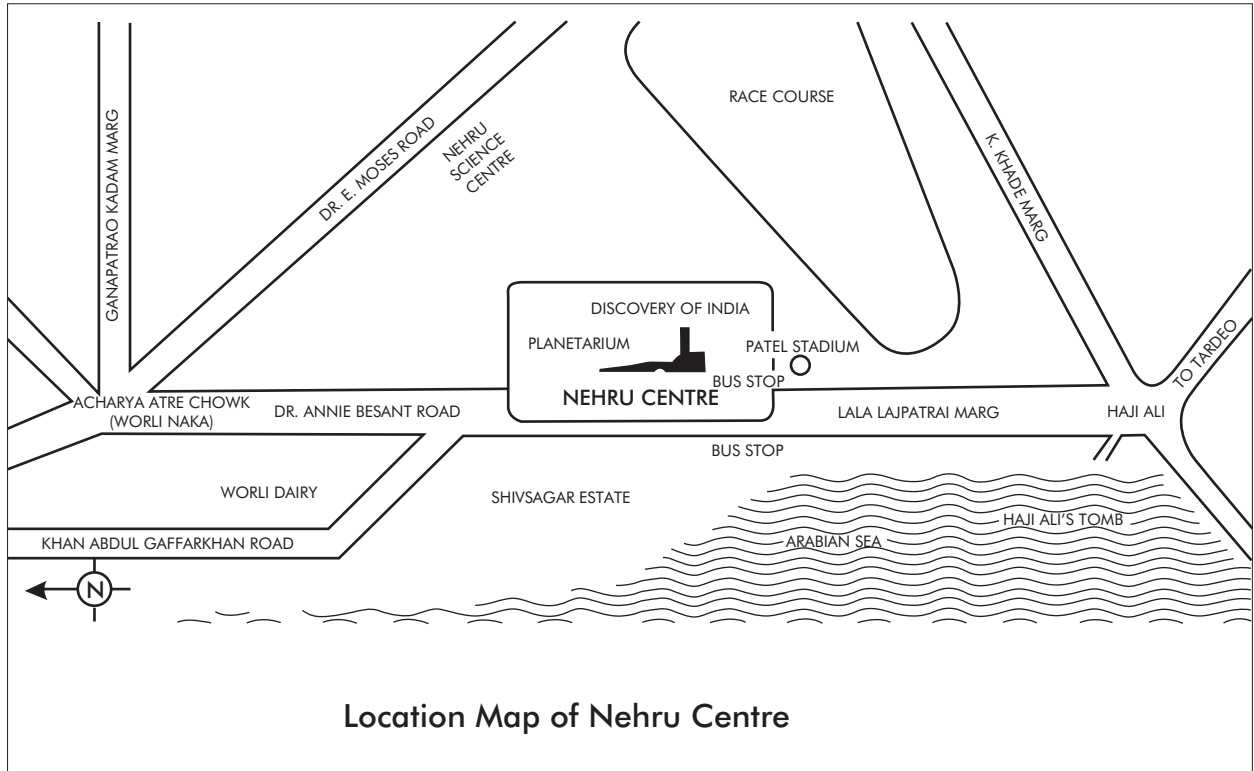 RACE COURSE
GANAPATRAO KADAM MARG
DR. E. MOSES ROAD
NEHRU
SCIENCE
CENTRE
K. KHADE MARG
DISCOVERY OF INDIA
PLANETARIUM
PATEL STADIUM
TO TARDEO
BUS STOP
NEHRU CENTRE
ACHARYA ATRE CHOWK
(WORLI NAKA)
DR. ANNIE BESANT ROAD
LALA LAJPATRAI MARG
HAJI ALI
BUS STOP
WORLI DAIRY
SHIVSAGAR ESTATE
HAJI ALI'S TOMB
KHAN ABDUL GAFFARKHAN ROAD
ARABIAN SEA
N
Location Map of Nehru Centre